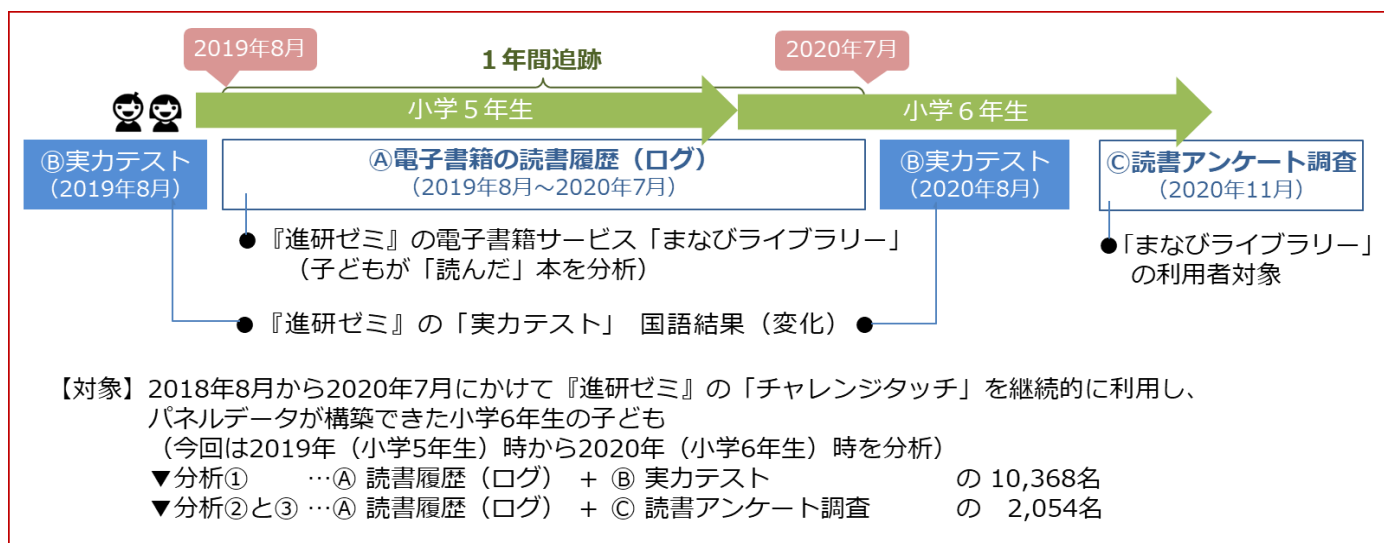 2019年8月
2020年7月
１年間追跡
小学５年生
小学６年生
Ⓑ実力テスト
（2019年8月）
Ⓐ電子書籍の読書履歴（ログ）
（2019年8月～2020年7月）
Ⓑ実力テスト
（2020年8月）
Ⓒ読書アンケート調査
（2020年11月）
●『進研ゼミ』の電子書籍サービス「まなびライブラリー」
（子どもが「読んだ」本を分析）
●「まなびライブラリー」
の利用者対象
●『進研ゼミ』の「実力テスト」 国語結果（変化）●
【対象】2018年8月から2020年7月にかけて『進研ゼミ』の「チャレンジタッチ」を継続的に利用し、
パネルデータが構築できた小学6年生の子ども
（今回は2019年（小学5年生）時から2020年（小学6年生）時を分析）
▼分析① …Ⓐ 読書履歴（ログ） ＋ Ⓑ 実力テスト の 10,368名
▼分析②と③ …Ⓐ 読書履歴（ログ） ＋ Ⓒ 読書アンケート調査 の 2,054名